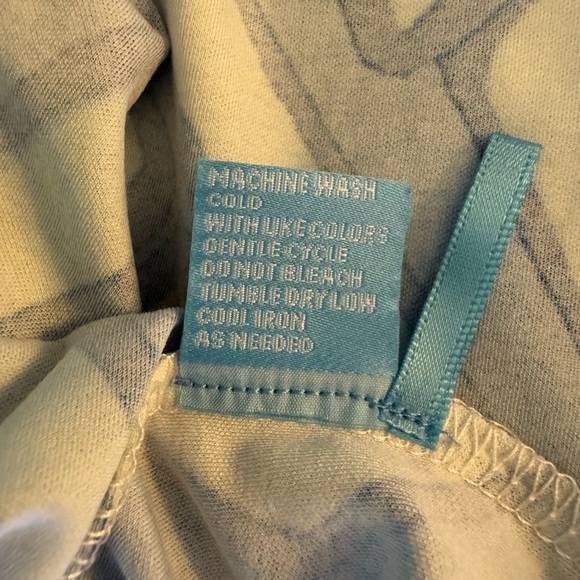 MACHINE WASH
COLD
WITH LIKE COLORS
GENTLE CYCLE
DO NOT BLEACH
TUMBLE DRY LOW
COOL IRON
AS NEEDED